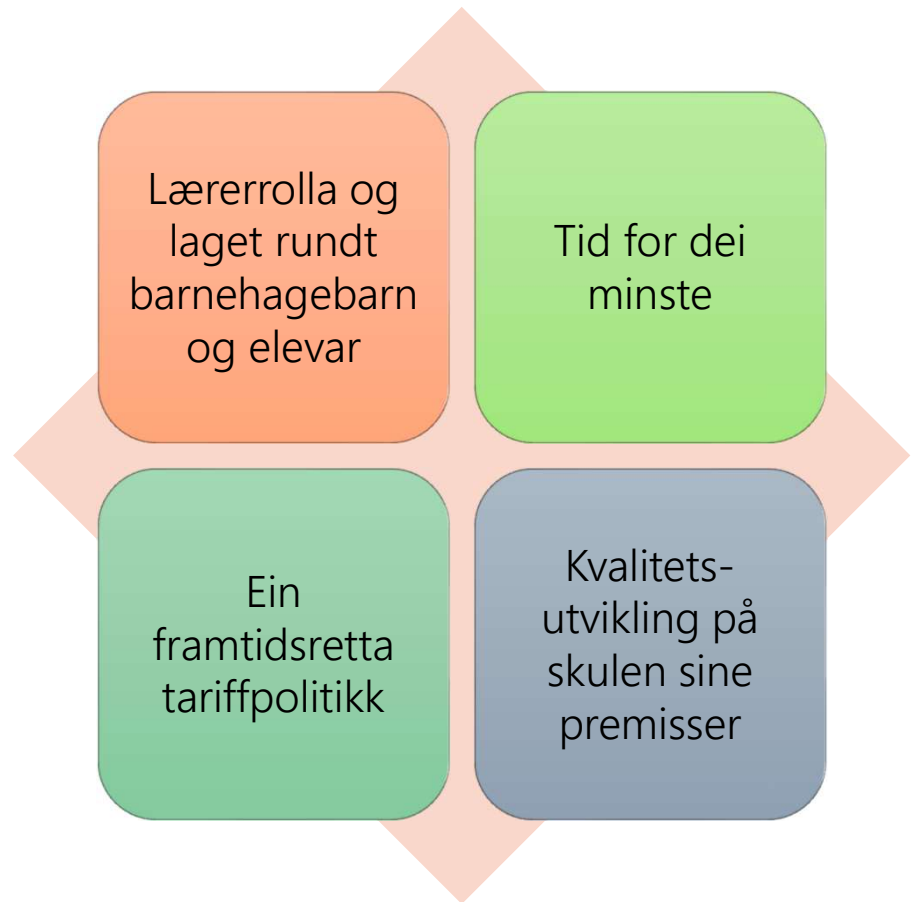 Lærerrolla og
laget rundt
barnehagebarn
og elevar
Tid for dei
minste
Ein
framtidsretta
tariffpolitikk
Kvalitets-
utvikling på
skulen sine
premisser